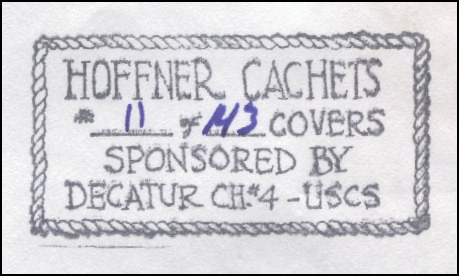 HOFFNER CACHETS
# 11 of 143 COVERS
SPONSORED BY
DECATUR CH.#4 - USCS